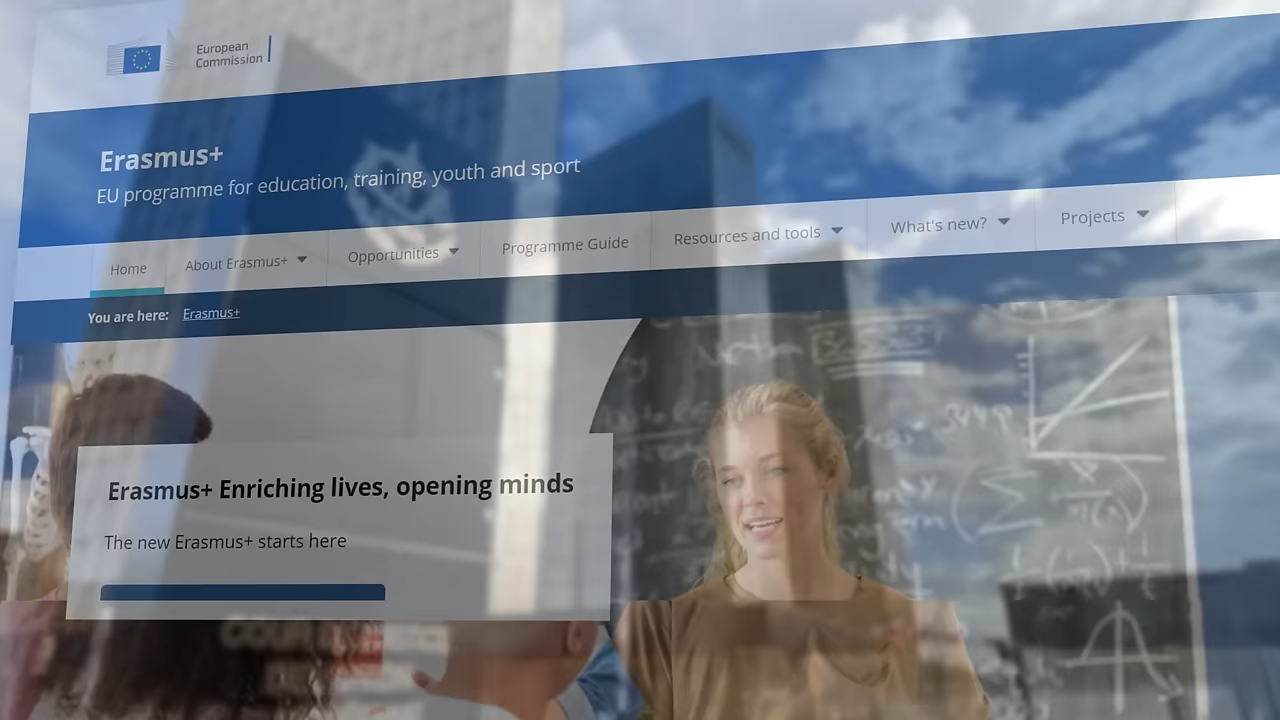 European
Commission
Erasmus+
EU programme for education, training, youth and sport
Home
About Erasmus+
Opportunities
Programme Guide
Resources and tools
What's new?
Projects
You are here: Erasmus+
Erasmus+ Enriching lives, opening minds
The new Erasmus+ starts here